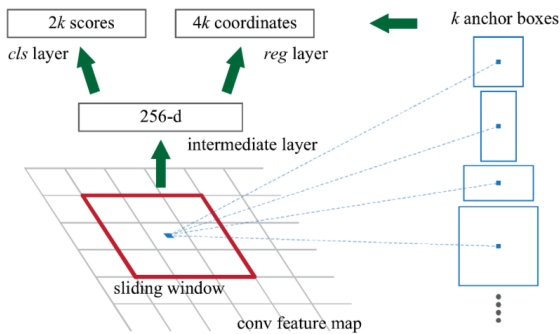 2k scores
4k coordinates
k anchor boxes
cls layer
reg layer
256-d
intermediate layer
sliding window
conv feature map